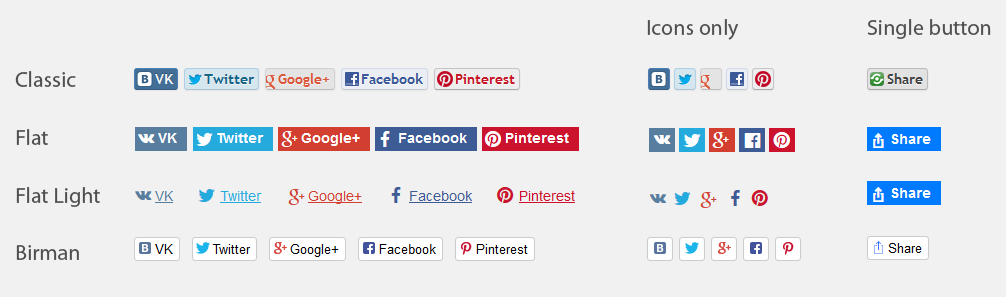 Icons only Single button
Classic VK Twitter Google+ Facebook Pinterest Share
Flat VK Twitter Google+ Facebook Pinterest Share
Flat Light VK Twitter Google+ Facebook Pinterest Share
Birman VK Twitter Google+ Facebook Pinterest Share